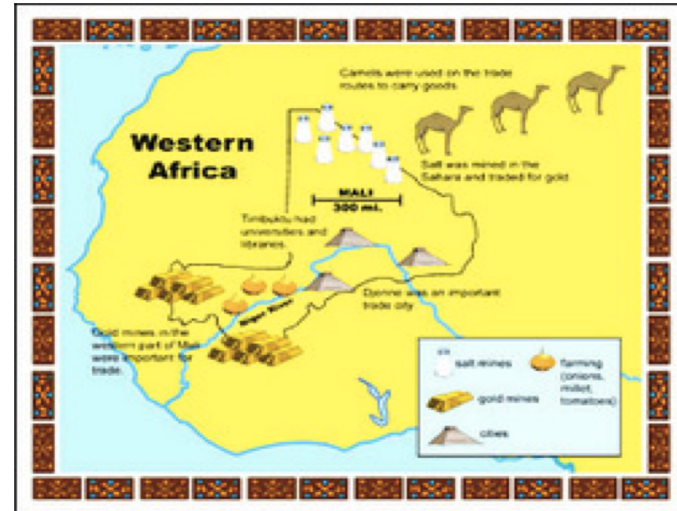 Camels were used on the trade
routes to carry goods
Western
Africa
Salt was mined in the
Sahara and traded for gold
MALI
300 mi.
Timbuktu had
universities and
libraries.
Djenne was an important
trade city
Niger River
Gold mines in the
western part of Mali
were important for
trade.
salt mines
farming
(onions,
millet,
tomatoes)
gold mines
cities